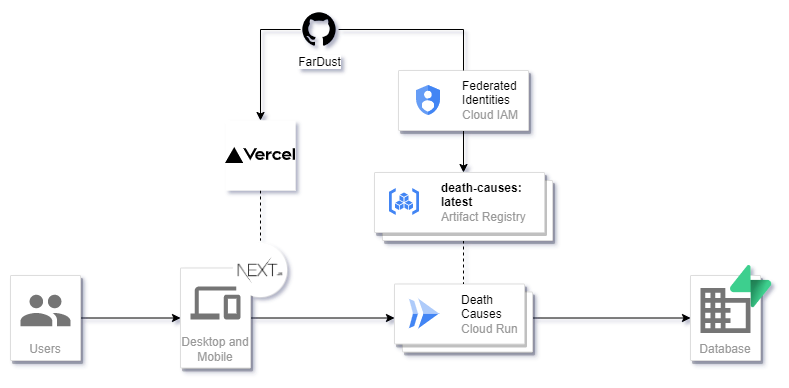 FarDust
Federated
Identities
Cloud IAM
Vercel
death-causes:
latest
Artifact Registry
NEXT.
Users
Desktop and
Mobile
Death
Causes
Cloud Run
Database